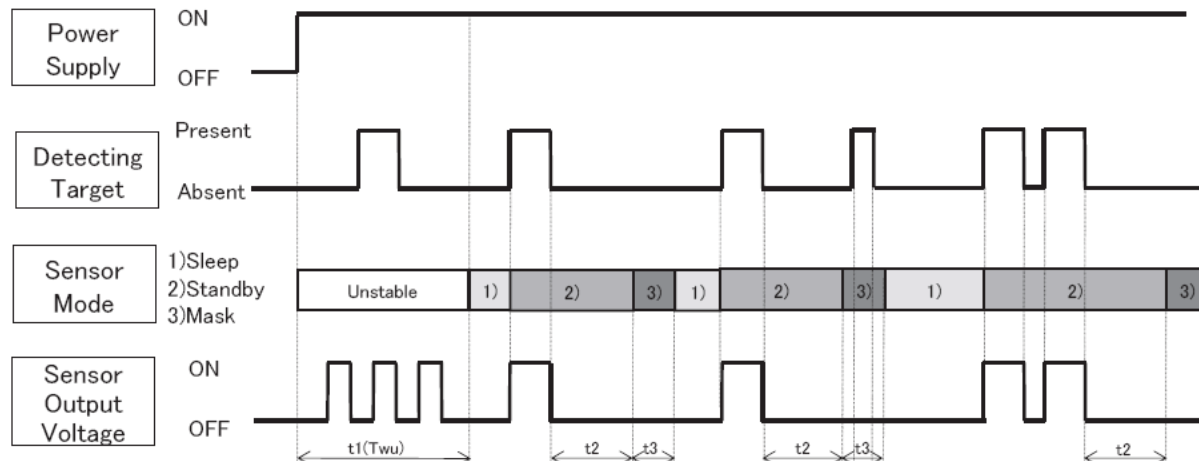 Power
Supply
ON
OFF
Detecting
Target
Present
Absent
Sensor
Mode
1)Sleep
2)Standby
3)Mask
Unstable
1)
2)
3)
1)
2)
3)
1)
2)
3)
Sensor
Output
Voltage
ON
OFF
t1(Twu)
t2
t3
t2
t3
t2